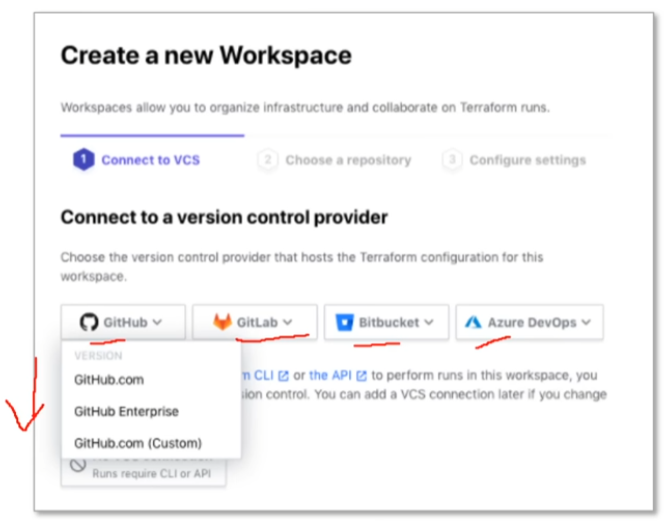 Create a new Workspace
Workspaces allow you to organize infrastructure and collaborate on Terraform runs.
1 Connect to VCS
2 Choose a repository
3 Configure settings
Connect to a version control provider
Choose the version control provider that hosts the Terraform configuration for this
workspace.
GitHub
GitLab
Bitbucket
Azure DevOps
VERSION
GitHub.com
GitHub Enterprise
GitHub.com (Custom)
CLI or the API to perform runs in this workspace, you
control. You can add a VCS connection later if you change
Runs require CLI or API